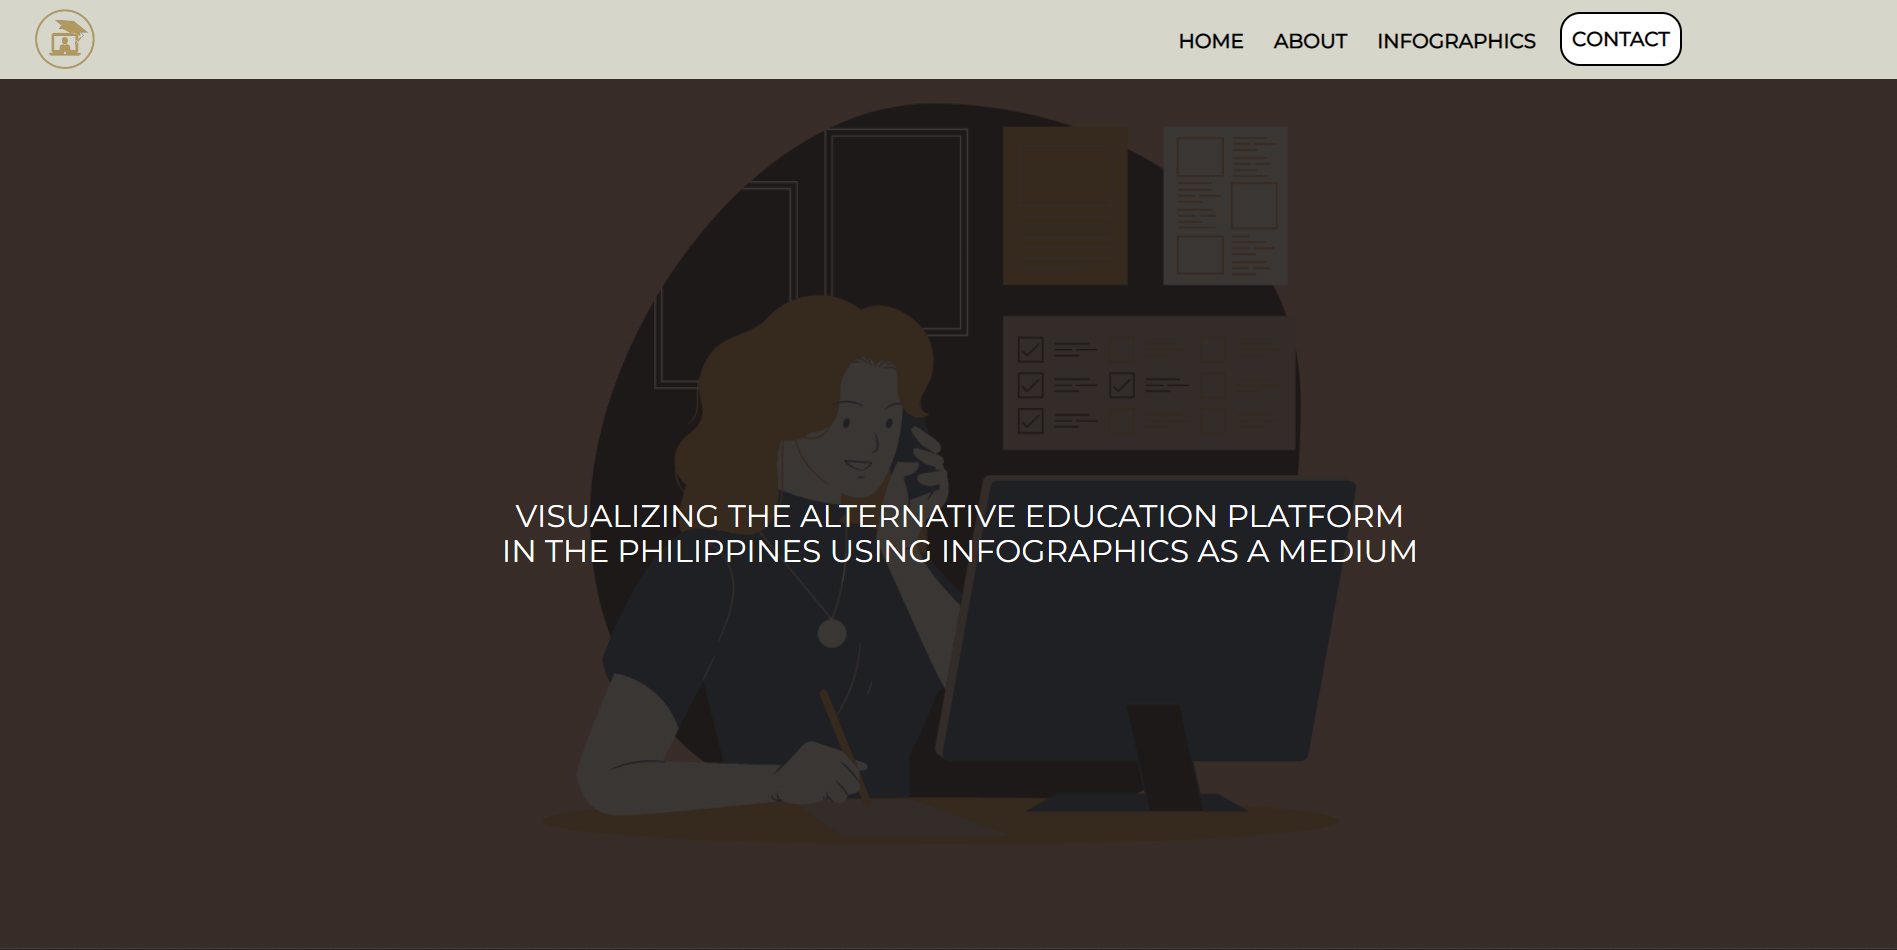 HOME ABOUT INFOGRAPHICS CONTACT
VISUALIZING THE ALTERNATIVE EDUCATION PLATFORM
IN THE PHILIPPINES USING INFOGRAPHICS AS A MEDIUM